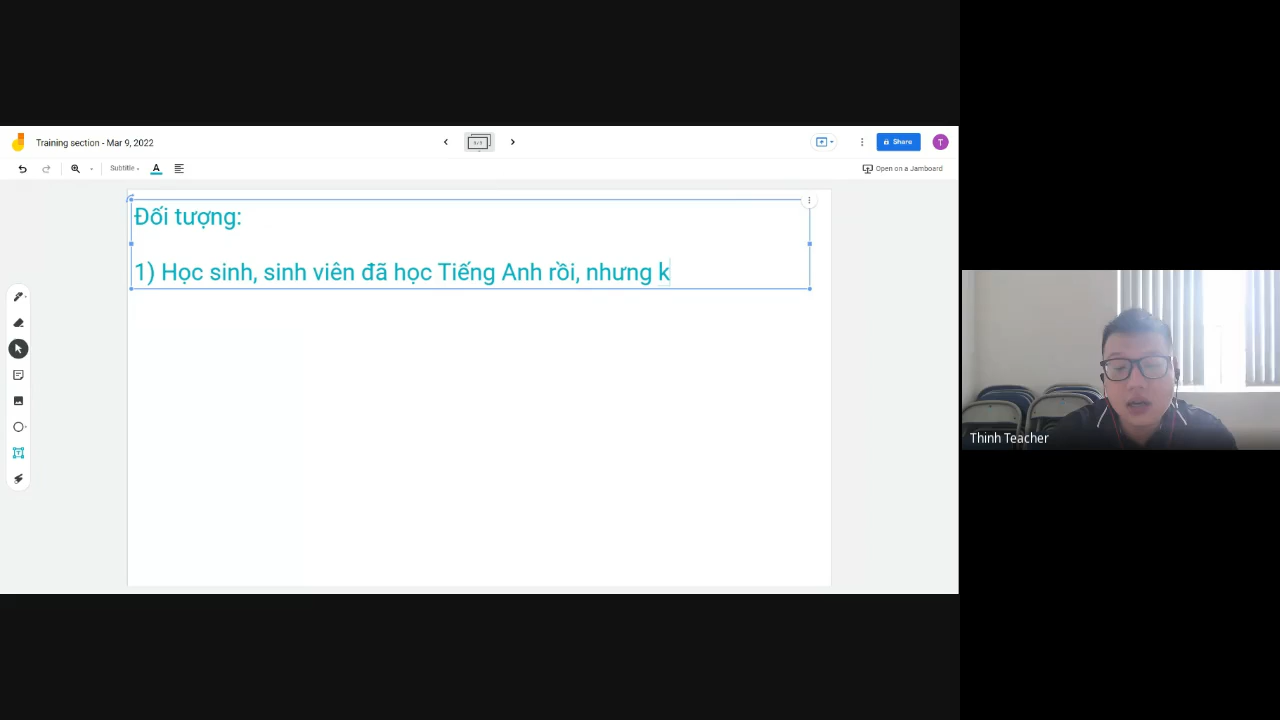 Training section - Mar 9, 2022
Share
T
Subtitle
A
Open on a Jamboard
Đối tượng:
1) Học sinh, sinh viên đã học Tiếng Anh rồi, nhưng k
Thinh Teacher